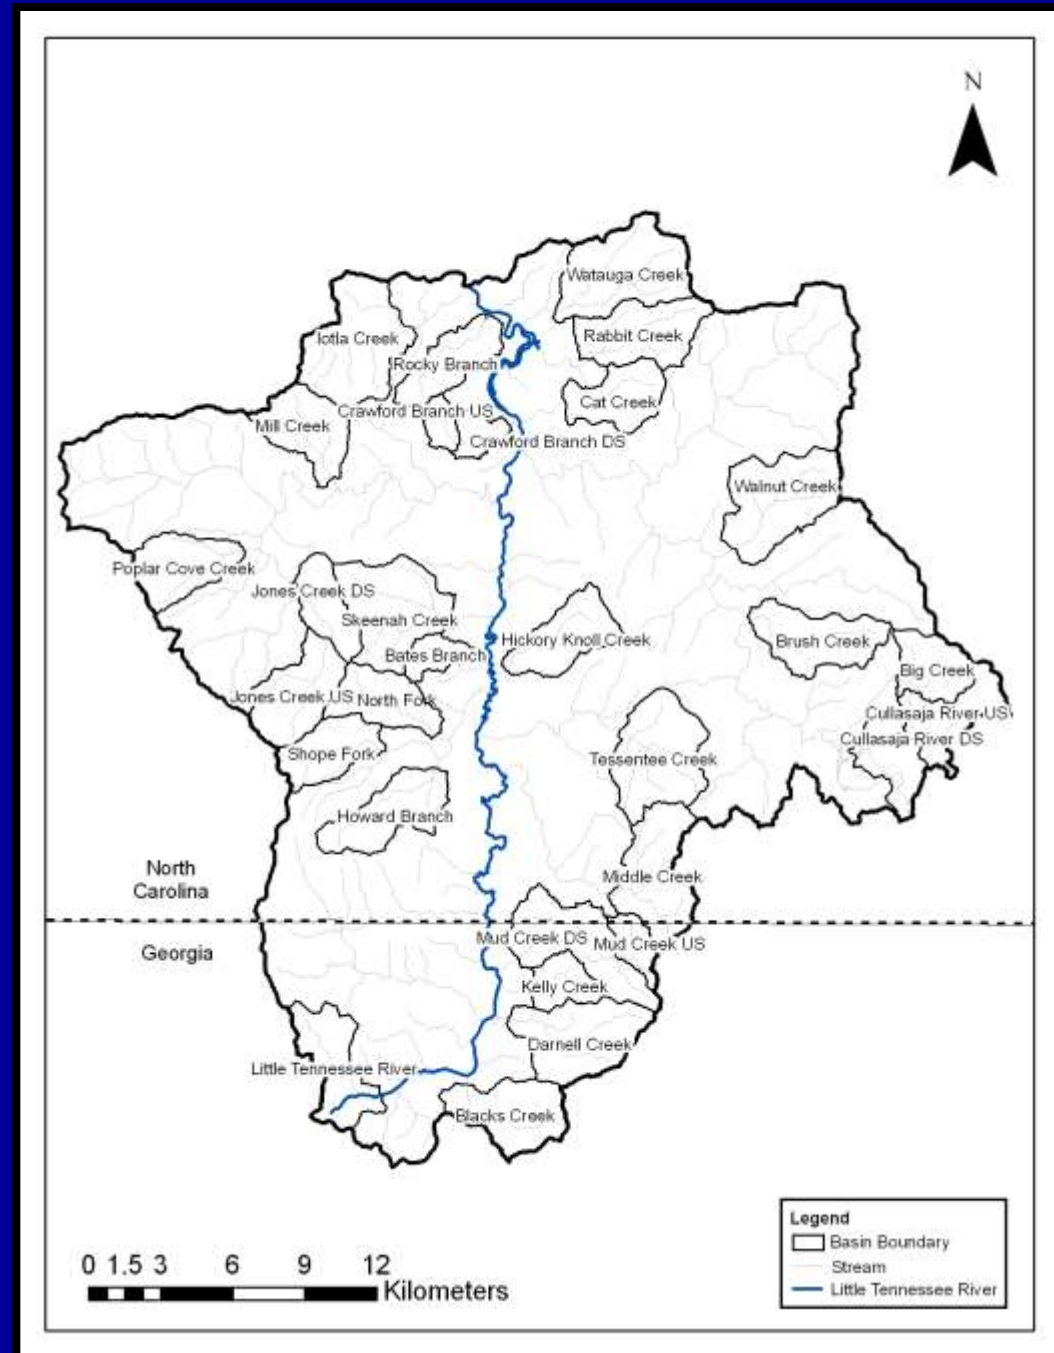 N
Watauga Creek
Iotla Creek
Rabbit Creek
Rocky Branch
Cat Creek
Crawford Branch US
Mill Creek
Crawford Branch DS
Walnut Creek
Poplar Cove Creek
Jones Creek DS
Skeenah Creek
Hickory Knoll Creek
Brush Creek
Bates Branch
Big Creek
Jones Creek US
North Fork
Cullasaja River US
Cullasaja River DS
Shope Fork
Tessentee Creek
Howard Branch
North
Carolina
Middle Creek
Mud Creek DS
Mud Creek US
Georgia
Kelly Creek
Darnell Creek
Little Tennessee River
Blacks Creek
Legend
Basin Boundary
Stream
Little Tennessee River
0 1.5 3 6 9 12
Kilometers